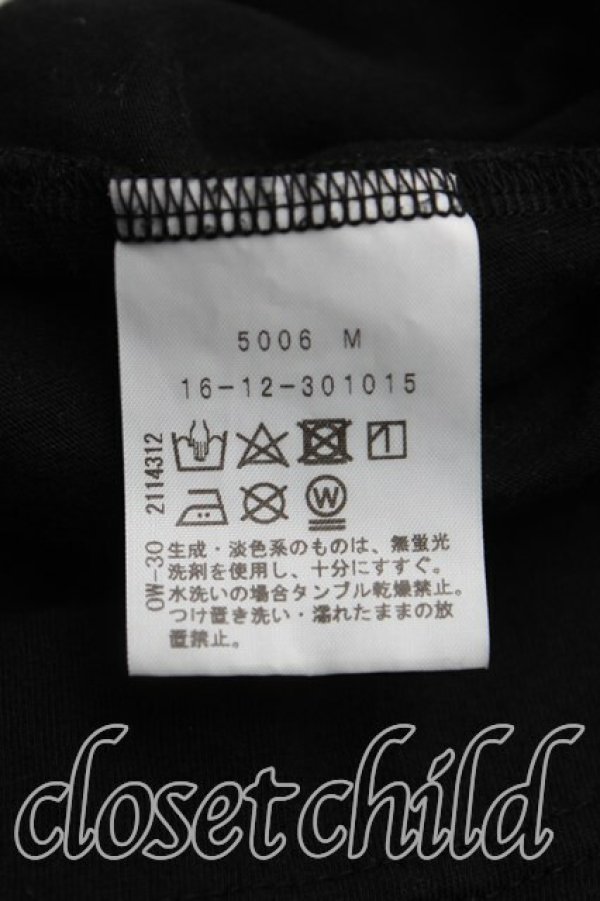 5006 M
16-12-301015
2114312
W
OW-30
生成・淡色系のものは、無蛍光
洗剤を使用し、十分にすすぐ。
水洗いの場合タンブル乾燥禁止。
つけ置き洗い・濡れたままの放
置禁止。
closet child